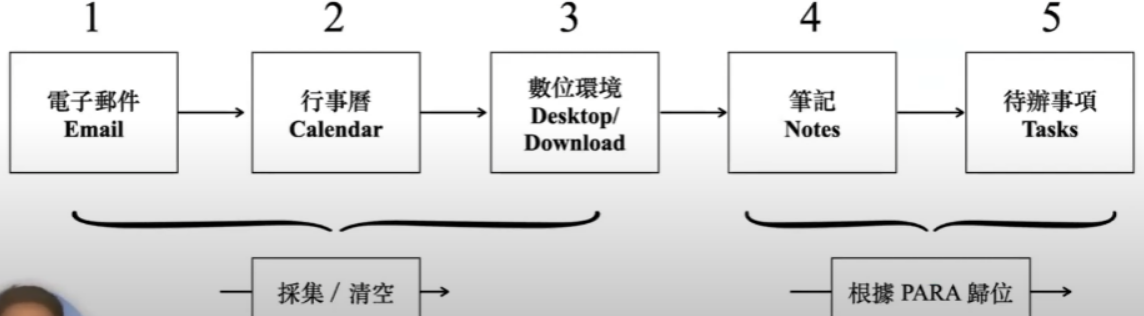 1
2
3
4
5
電子郵件
Email
行事曆
Calendar
數位環境
Desktop/
Download
筆記
Notes
待辦事項
Tasks
採集 / 清空
根據 PARA 歸位